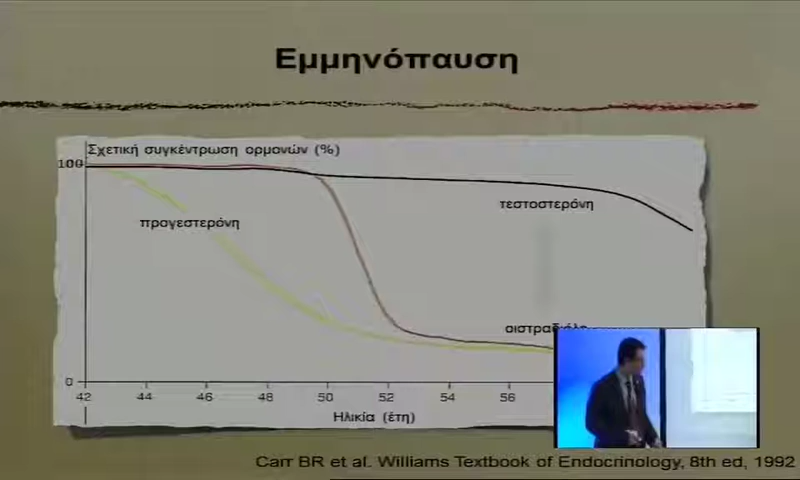 Εμμηνόπαυση
Σχετική συγκέντρωση ορμονών (%)
100
προγεστερόνη
τεστοστερόνη
0
42 44 46 48 50 52 54 56
Ηλικία (έτη)
Carr BR et al. Williams Textbook of Endocrinology, 8th ed, 1992